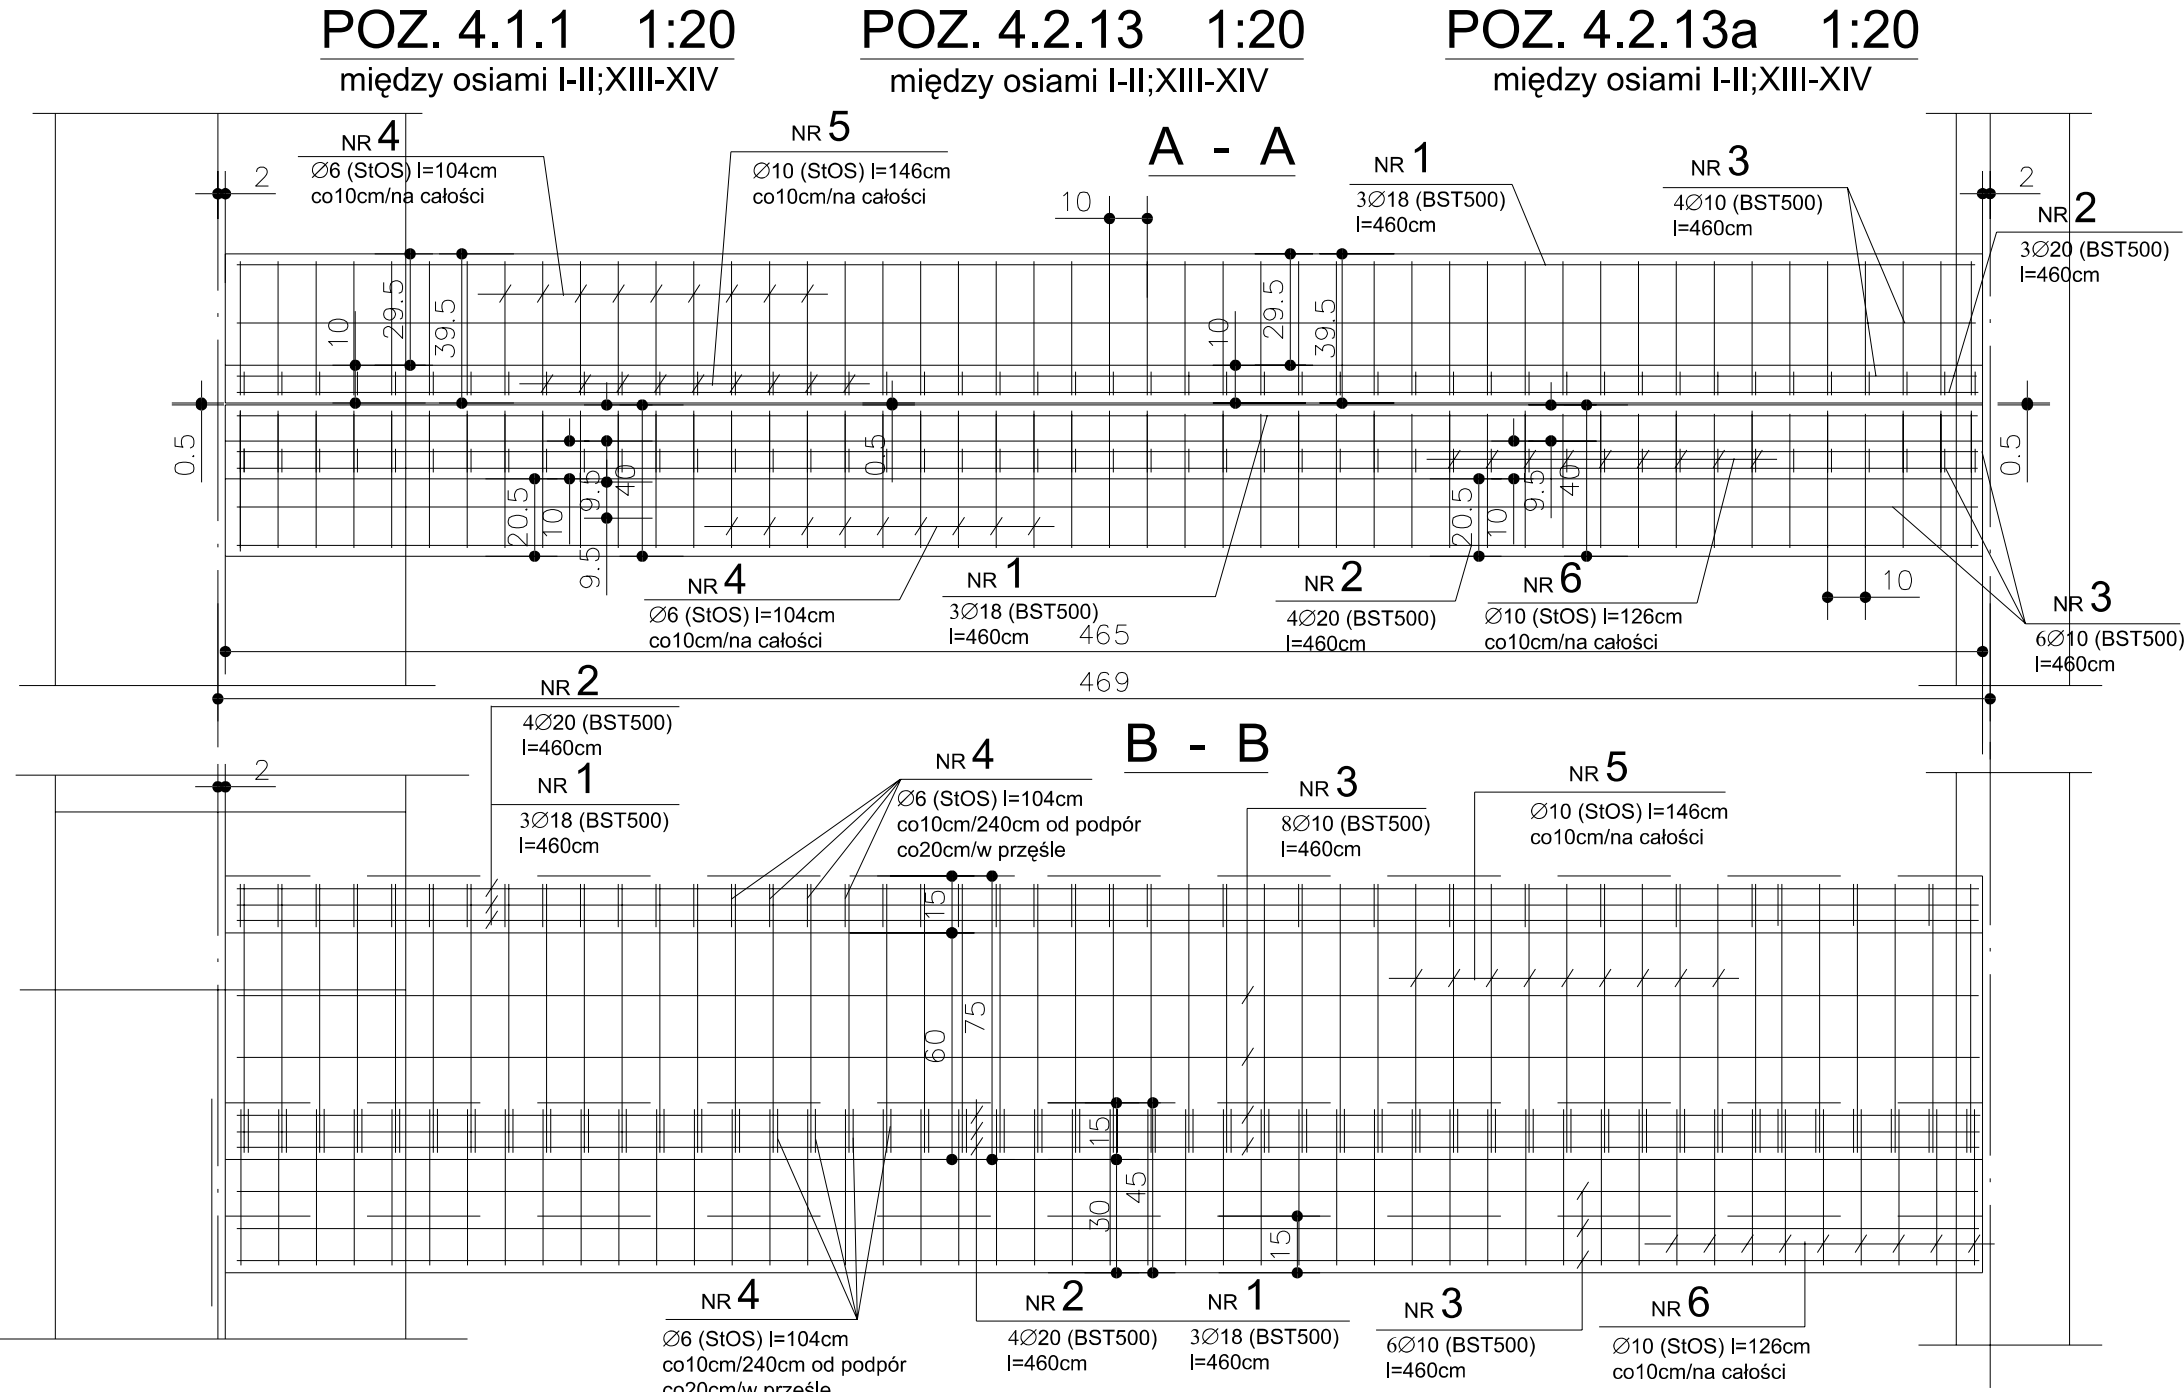 POZ. 4.1.1 1:20
między osiami I-II;XIII-XIV
POZ. 4.2.13 1:20
między osiami I-II;XIII-XIV
POZ. 4.2.13a 1:20
między osiami I-II;XIII-XIV
A - A
NR 4
Ø6 (StOS) l=104cm
co10cm/na całości
NR 5
Ø10 (StOS) l=146cm
co10cm/na całości
NR 1
3Ø18 (BST500)
l=460cm
NR 3
4Ø10 (BST500)
l=460cm
NR 2
3Ø20 (BST500)
l=460cm
2
10
2
10
29.5
39.5
10
29.5
39.5
0.5
0.5
0.5
20.5
10
9.5
9.5
40
20.5
10
9.5
40
10
NR 4
Ø6 (StOS) l=104cm
co10cm/na całości
NR 1
3Ø18 (BST500)
l=460cm
NR 2
4Ø20 (BST500)
l=460cm
NR 6
Ø10 (StOS) l=126cm
co10cm/na całości
NR 3
6Ø10 (BST500)
l=460cm
465
469
B - B
NR 2
4Ø20 (BST500)
l=460cm
NR 1
3Ø18 (BST500)
l=460cm
2
NR 4
Ø6 (StOS) l=104cm
co10cm/240cm od podpór
co20cm/w przęśle
NR 3
8Ø10 (BST500)
l=460cm
NR 5
Ø10 (StOS) l=146cm
co10cm/na całości
15
60
75
15
30
45
15
NR 4
Ø6 (StOS) l=104cm
co10cm/240cm od podpór
co20cm/w przęśle
NR 2
4Ø20 (BST500)
l=460cm
NR 1
3Ø18 (BST500)
l=460cm
NR 3
6Ø10 (BST500)
l=460cm
NR 6
Ø10 (StOS) l=126cm
co10cm/na całości